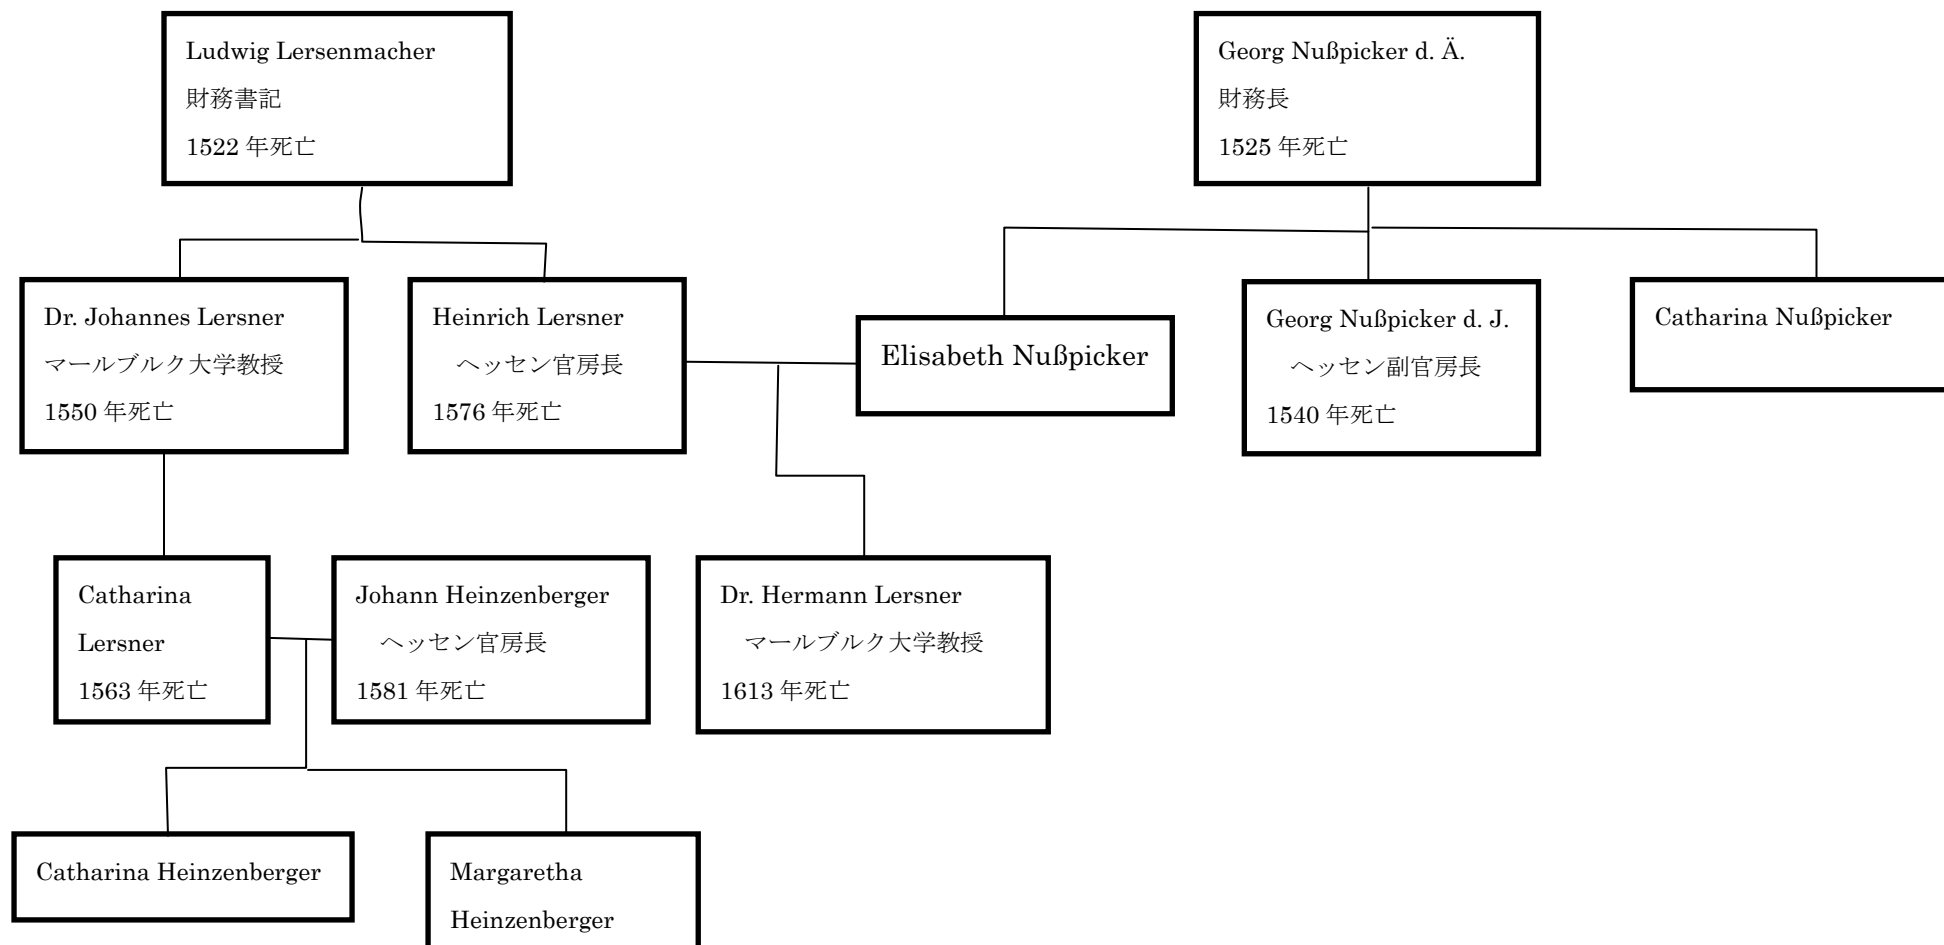 Ludwig Lersenmacher
財務書記
1522 年死亡
Georg Nußpicker d. Ä.
財務長
1525 年死亡
Dr. Johannes Lersner
マールブルク大学教授
1550 年死亡
Heinrich Lersner
ヘッセン官房長
1576 年死亡
Elisabeth Nußpicker
Georg Nußpicker d. J.
ヘッセン副官房長
1540 年死亡
Catharina Nußpicker
Catharina
Lersner
1563 年死亡
Johann Heinzenberger
ヘッセン官房長
1581 年死亡
Dr. Hermann Lersner
マールブルク大学教授
1613 年死亡
Catharina Heinzenberger
Margaretha
Heinzenberger